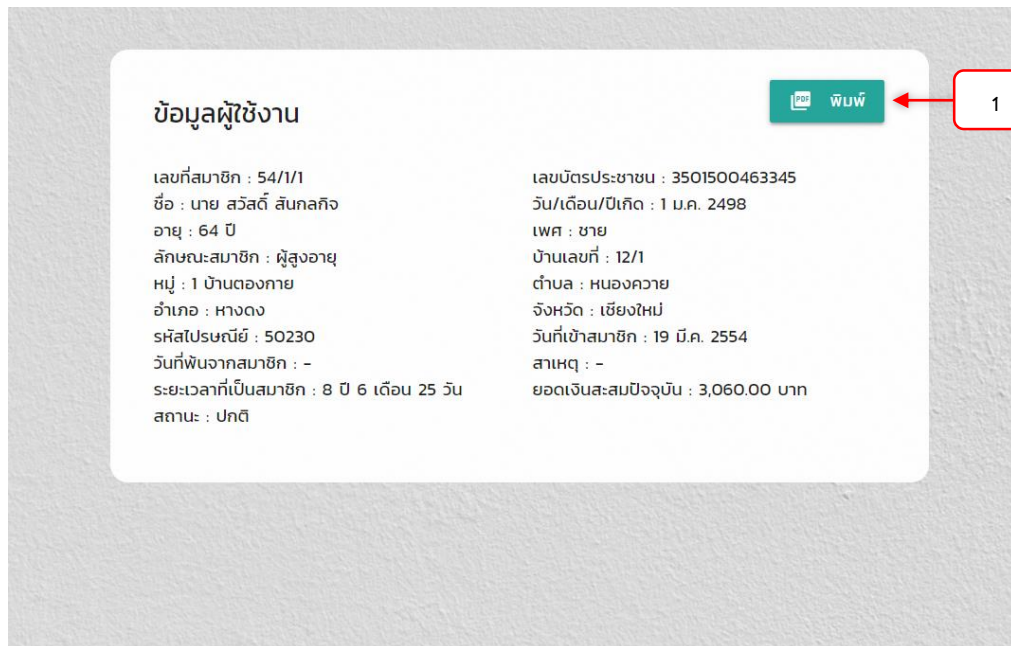 ข้อมูลผู้ใช้งาน
PDF พิมพ์
1
เลขที่สมาชิก : 54/1/1
เลขบัตรประชาชน : 3501500463345
ชื่อ : นาย สวัสดิ์ สันกลกิจ
วัน/เดือน/ปีเกิด : 1 ม.ค. 2498
อายุ : 64 ปี
เพศ : ชาย
ลักษณะสมาชิก : ผู้สูงอายุ
บ้านเลขที่ : 12/1
หมู่ : 1 บ้านตองกาย
ตำบล : หนองควาย
อำเภอ : หางดง
จังหวัด : เชียงใหม่
รหัสไปรษณีย์ : 50230
วันที่เข้าสมาชิก : 19 มี.ค. 2554
วันที่พ้นจากสมาชิก : -
สาเหตุ : -
ระยะเวลาที่เป็นสมาชิก : 8 ปี 6 เดือน 25 วัน
ยอดเงินสะสมปัจจุบัน : 3,060.00 บาท
สถานะ : ปกติ